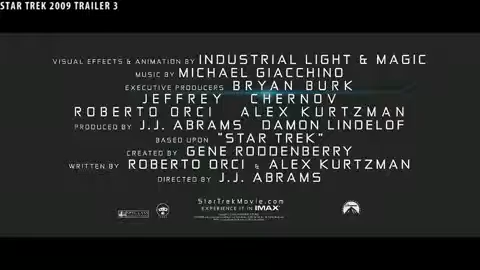 STAR TREK 2009 TRAILER 3
VISUAL EFFECTS & ANIMATION BY INDUSTRIAL LIGHT & MAGIC
MUSIC BY MICHAEL GIACCHINO
EXECUTIVE PRODUCERS BRYAN BURK
JEFFREY CHERNOV
ROBERTO ORCI ALEX KURTZMAN
PRODUCED BY J.J. ABRAMS DAMON LINDELOF
BASED UPON "STAR TREK"
CREATED BY GENE RODDENBERRY
WRITTEN BY ROBERTO ORCI & ALEX KURTZMAN
DIRECTED BY J.J. ABRAMS
StarTrekMovie.com
EXPERIENCE IT IN IMAX